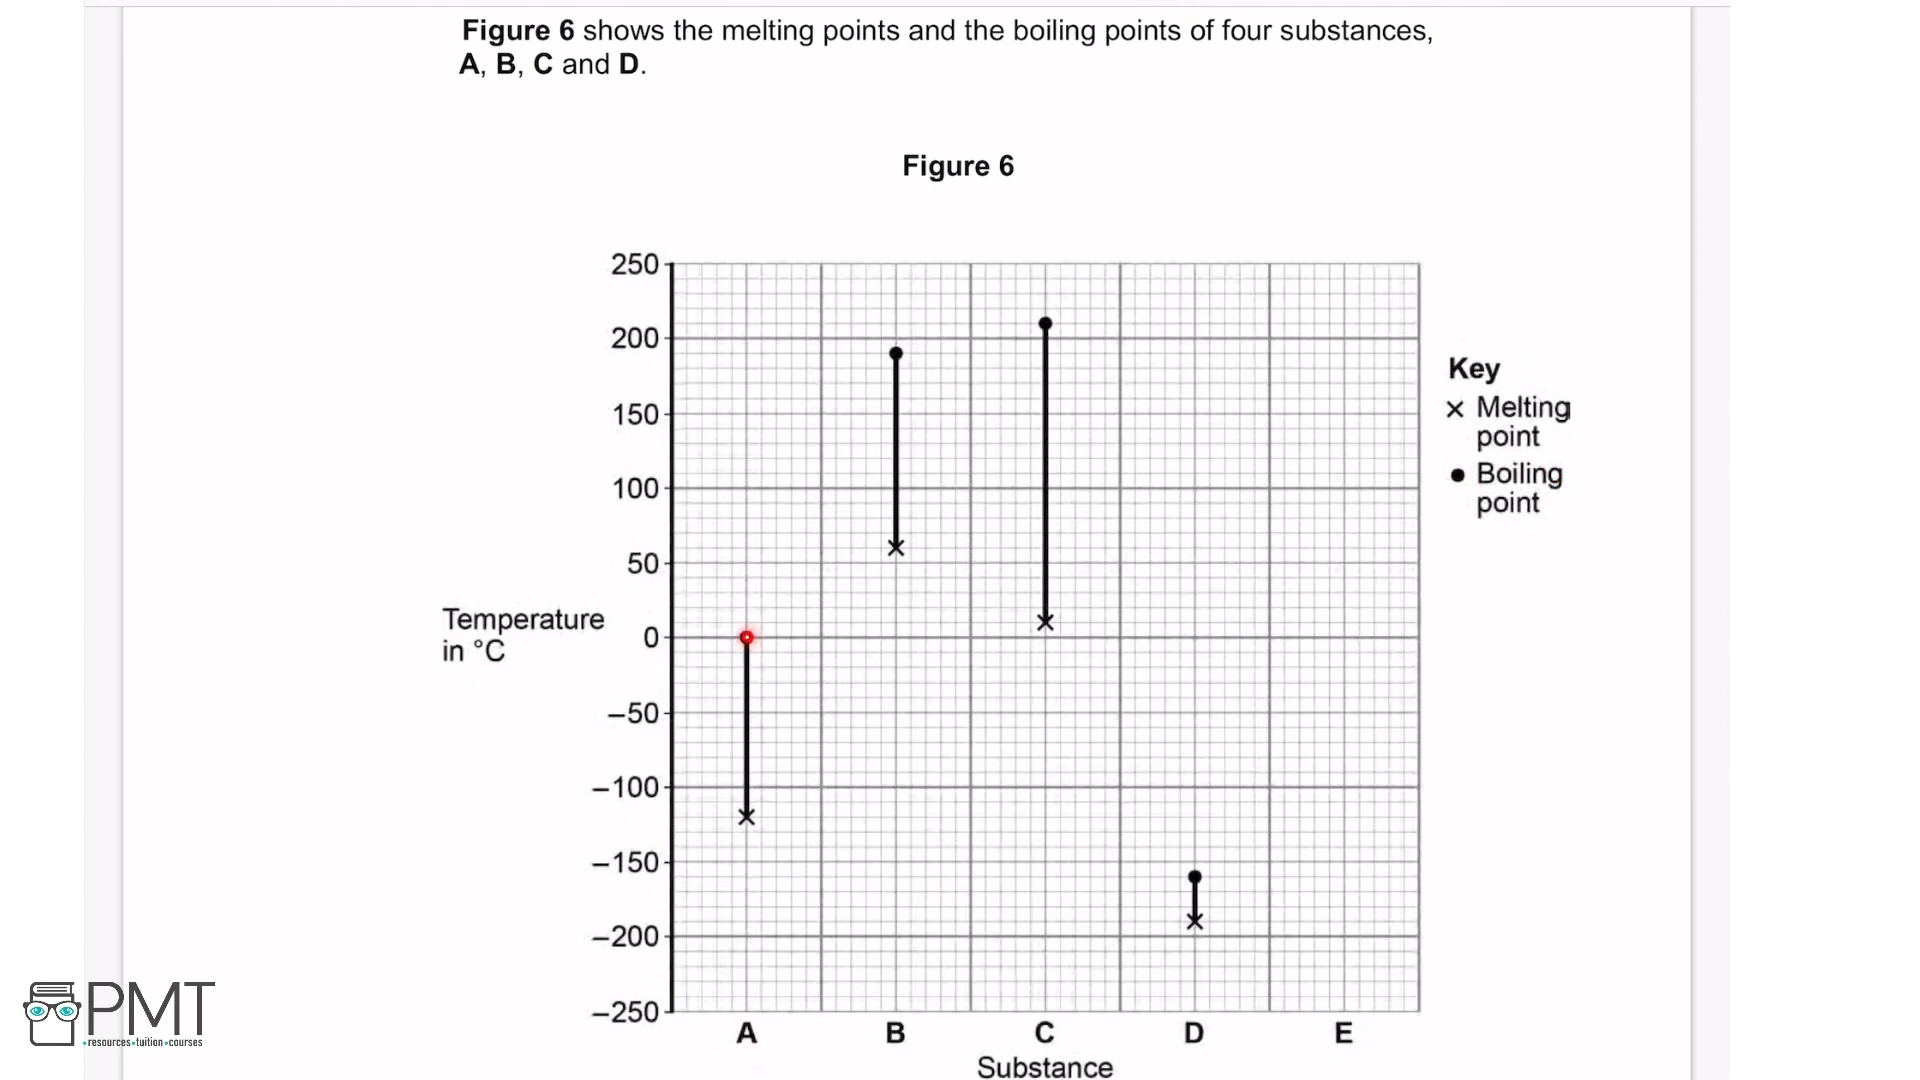 Figure 6 shows the melting points and the boiling points of four substances,
A, B, C and D.
Figure 6
250
200
150
100
50
0
–50
–100
–150
–200
–250
Temperature
in °C
Key
× Melting
point
● Boiling
point
A B C D E
Substance
PMT
•resources•tuition•courses